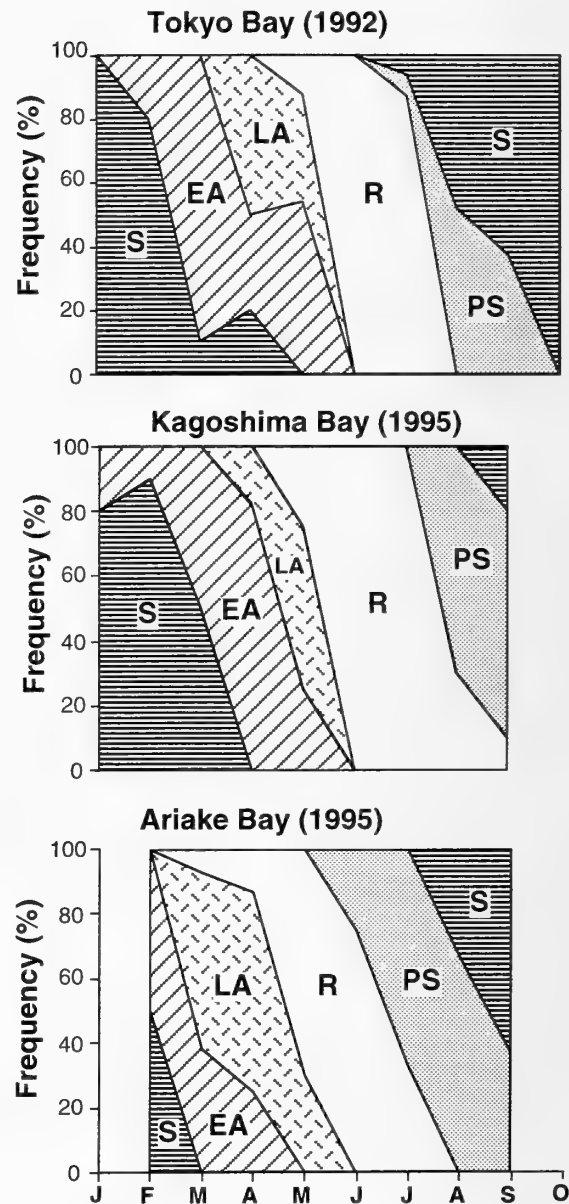 Tokyo Bay (1992)
Frequency (%)
100
80
60
40
20
0
S
EA
LA
R
PS
S
Kagoshima Bay (1995)
Frequency (%)
100
80
60
40
20
0
S
EA
LA
R
PS
Ariake Bay (1995)
Frequency (%)
100
80
60
40
20
0
S
EA
LA
R
PS
S
J F M A M J J A S O